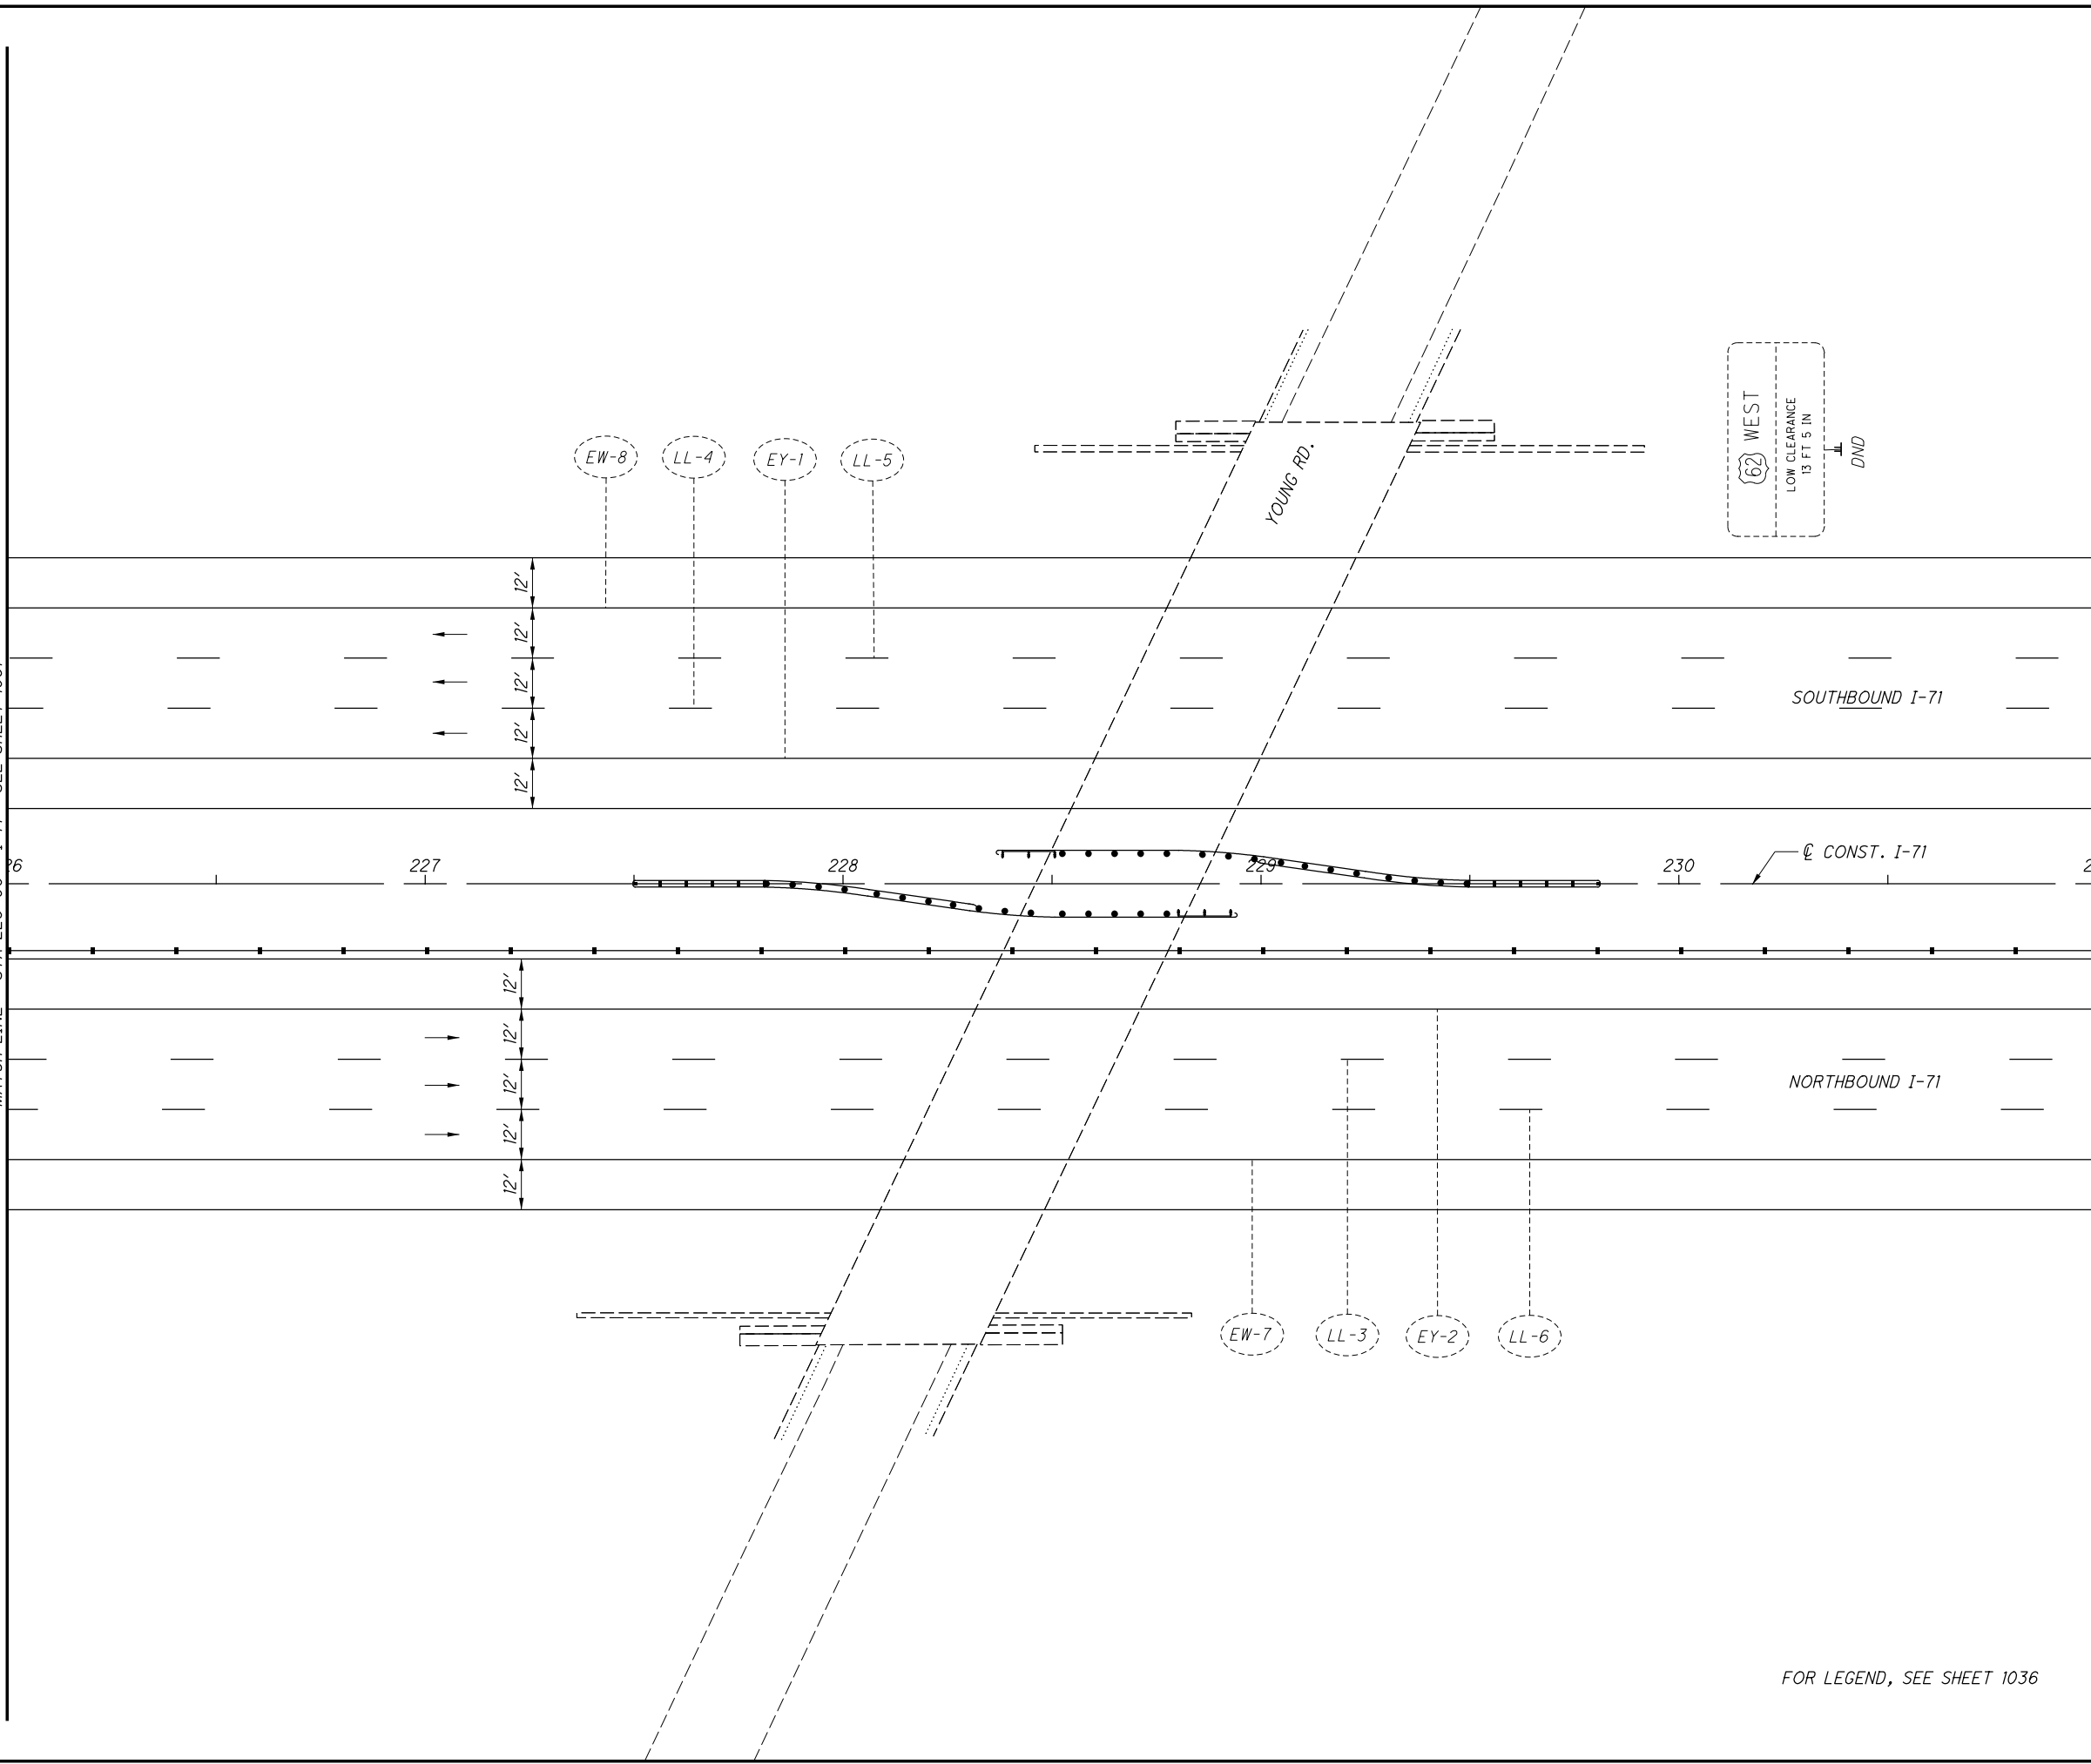 YOUNG RD.
62 WEST
LOW CLEARANCE
13 FT 5 IN
DND
EW-8
LL-4
EY-1
LL-5
12'
12'
12'
12'
12'
SOUTHBOUND I-71
227
228
229
230
℄ CONST. I-71
12'
12'
12'
12'
12'
NORTHBOUND I-71
EW-7
LL-3
EY-2
LL-6
FOR LEGEND, SEE SHEET 1036